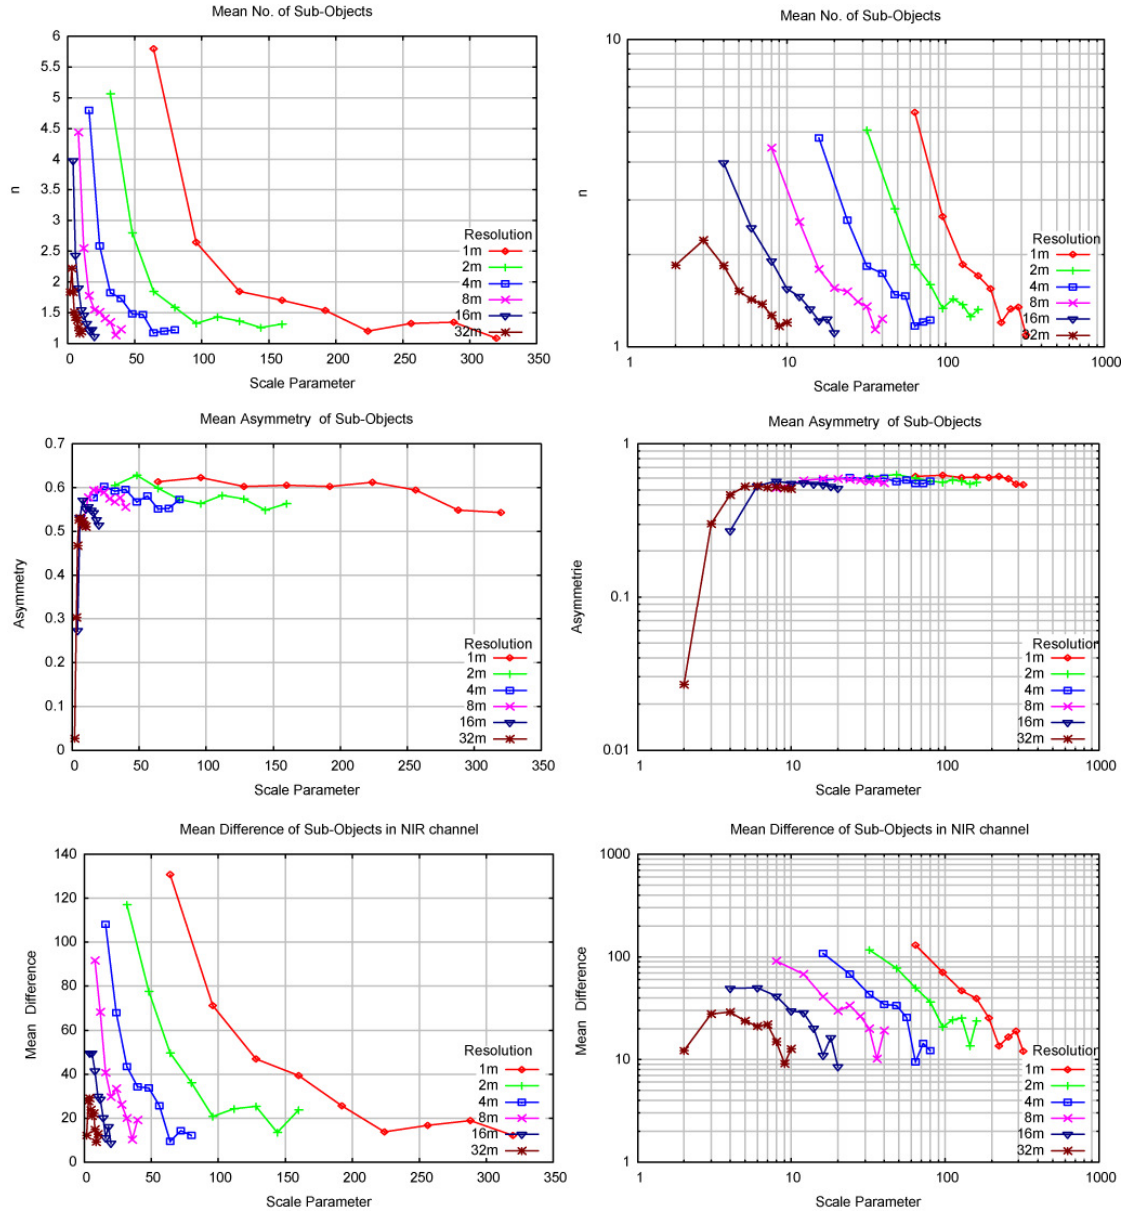 Mean No. of Sub-Objects
6
5.5
5
4.5
4
3.5
3
2.5
2
1.5
1
n
0
50
100
150
200
250
300
350
Scale Parameter
Resolution
1m
2m
4m
8m
16m
32m
Mean No. of Sub-Objects
10
1
n
1
10
100
1000
Scale Parameter
Resolution
1m
2m
4m
8m
16m
32m
Mean Asymmetry of Sub-Objects
0.7
0.6
0.5
0.4
0.3
0.2
0.1
0
Asymmetry
0
50
100
150
200
250
300
350
Scale Parameter
Resolution
1m
2m
4m
8m
16m
32m
Mean Asymmetry of Sub-Objects
1
0.1
0.01
Asymmetrie
1
10
100
1000
Scale Parameter
Resolution
1m
2m
4m
8m
16m
32m
Mean Difference of Sub-Objects in NIR channel
140
120
100
80
60
40
20
0
Mean Difference
0
50
100
150
200
250
300
350
Scale Parameter
Resolution
1m
2m
4m
8m
16m
32m
Mean Difference of Sub-Objects in NIR channel
1000
100
10
1
Mean Difference
1
10
100
1000
Scale Parameter
Resolution
1m
2m
4m
8m
16m
32m